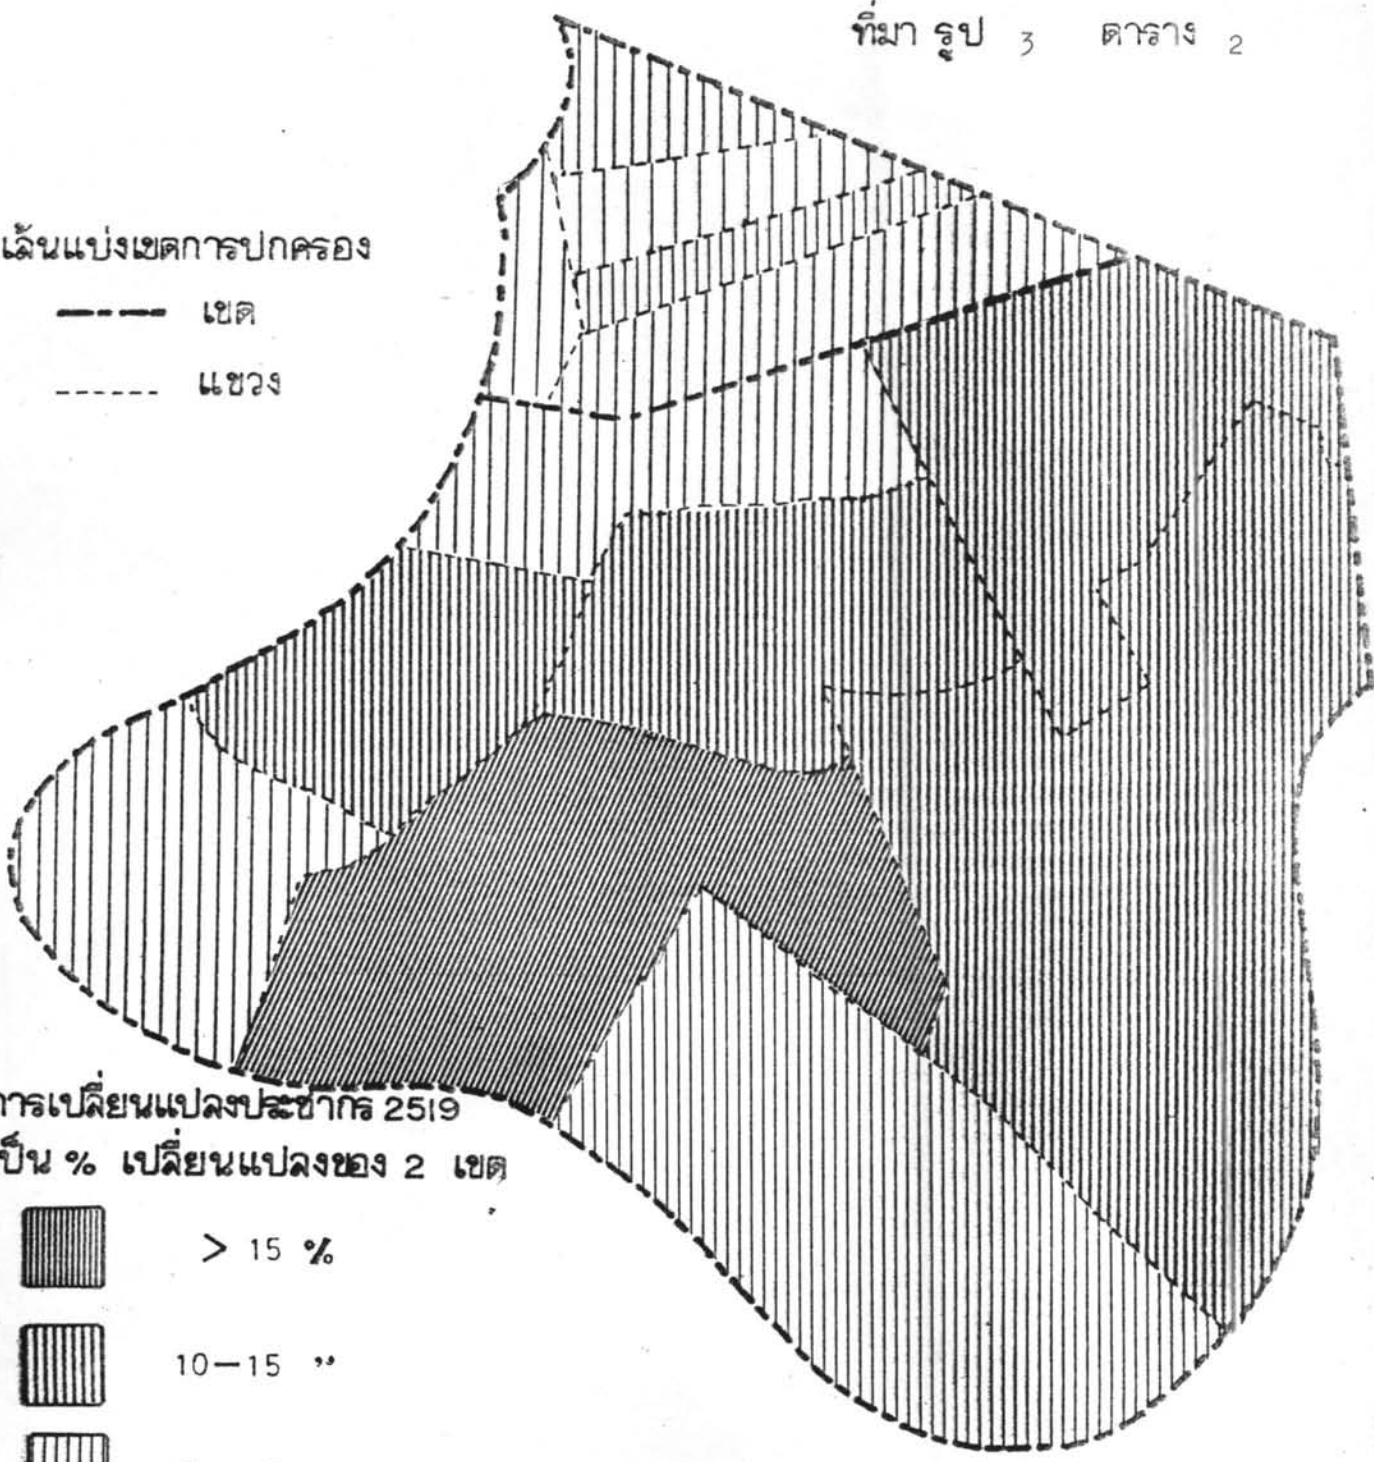 ที่มา รูป 3 ตาราง 2
เส้นแบ่งเขตการปกครอง
เขต
แขวง
การเปลี่ยนแปลงประชากร 2519
เป็น % เปลี่ยนแปลงของ 2 เขต
> 15 %
10-15 "